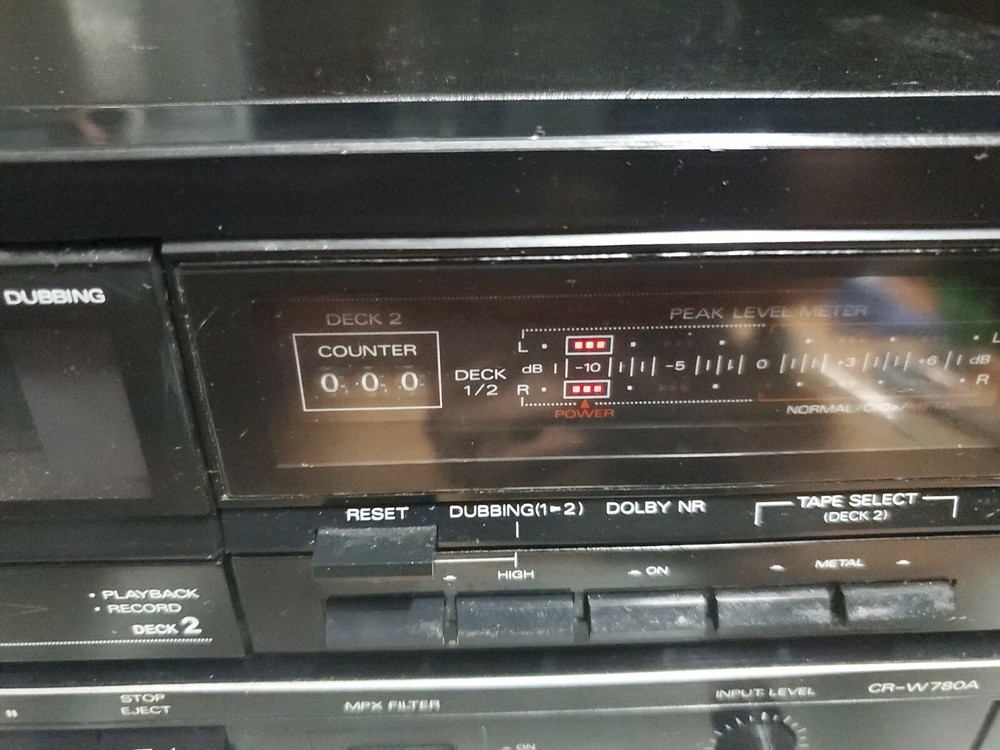 DUBBING
DECK 2
COUNTER
0 0 0
DECK
1/2
PEAK LEVEL METER
L
dB -10 -5 0 +3 +6 dB
R R
POWER
RESET
DUBBING(1►2)
DOLBY NR
TAPE SELECT
(DECK 2)
HIGH
ON
METAL
• PLAYBACK
• RECORD
DECK 2
STOP
EJECT
MPX FILTER
ON
INPUT LEVEL
CR-W780A